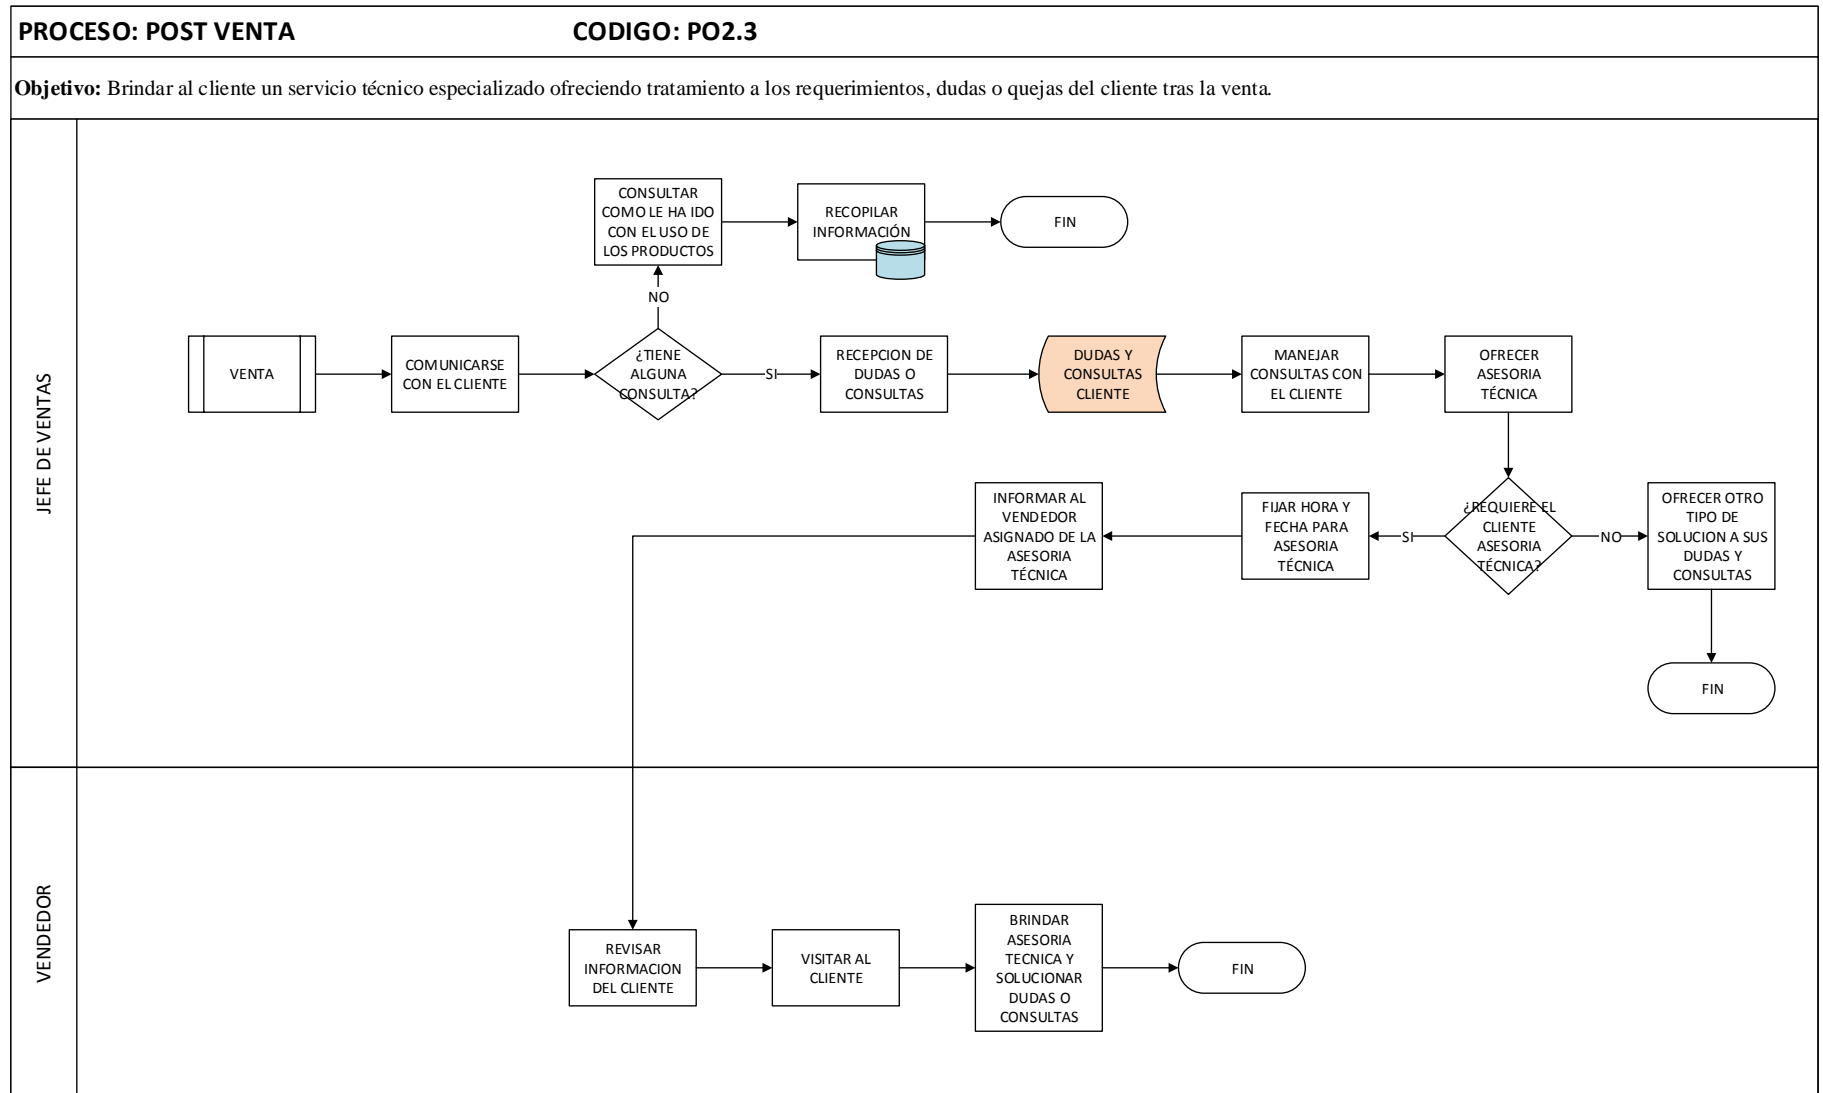 PROCESO: POST VENTA CODIGO: PO2.3
Objetivo: Brindar al cliente un servicio técnico especializado ofreciendo tratamiento a los requerimientos, dudas o quejas del cliente tras la venta.
JEFE DE VENTAS
CONSULTAR
COMO LE HA IDO
CON EL USO DE
LOS PRODUCTOS
RECOPILAR
INFORMACIÓN
FIN
NO
VENTA
COMUNICARSE
CON EL CLIENTE
¿TIENE
ALGUNA
CONSULTA?
SI
RECEPCION DE
DUDAS O
CONSULTAS
DUDAS Y
CONSULTAS
CLIENTE
MANEJAR
CONSULTAS CON
EL CLIENTE
OFRECER
ASESORIA
TÉCNICA
INFORMAR AL
VENDEDOR
ASIGNADO DE LA
ASESORIA
TÉCNICA
FIJAR HORA Y
FECHA PARA
ASESORIA
TÉCNICA
SI
¿REQUIERE EL
CLIENTE
ASESORIA
TÉCNICA?
NO
OFRECER OTRO
TIPO DE
SOLUCION A SUS
DUDAS Y
CONSULTAS
FIN
VENDEDOR
REVISAR
INFORMACION
DEL CLIENTE
VISITAR AL
CLIENTE
BRINDAR
ASESORIA
TECNICA Y
SOLUCIONAR
DUDAS O
CONSULTAS
FIN